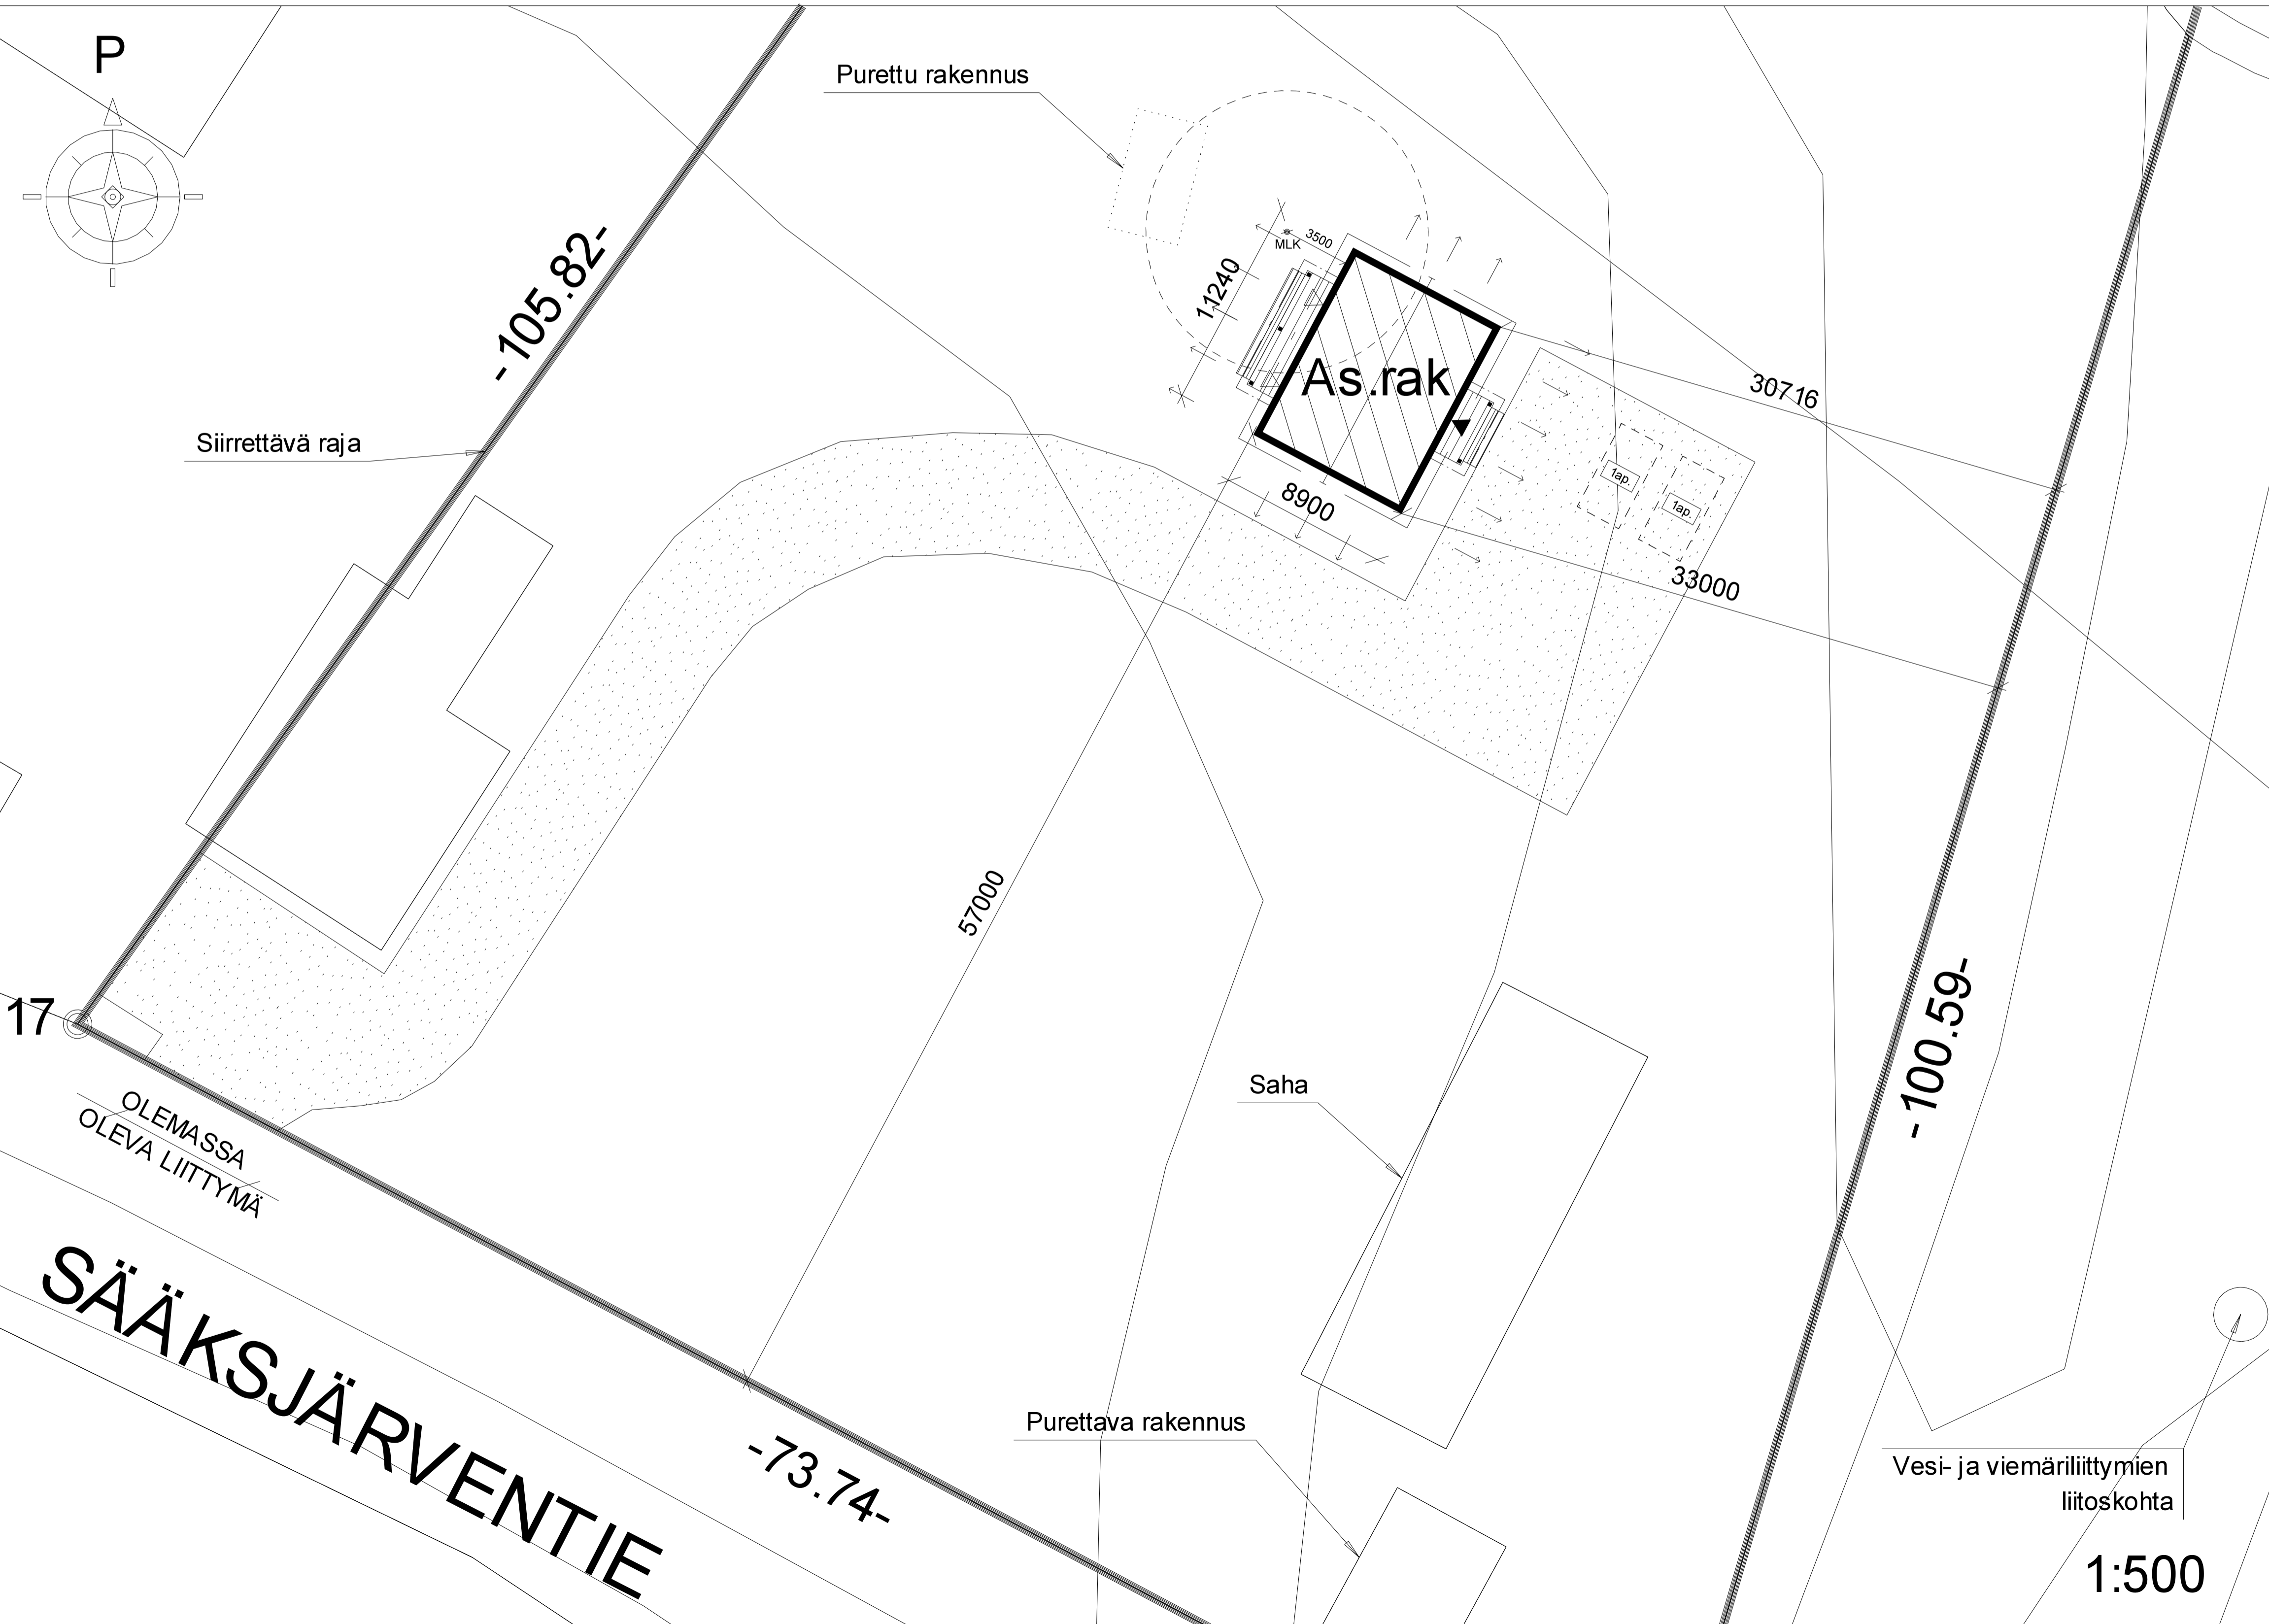 P
Purettu rakennus
-105.82-
MLK
3500
11240
As.rak
30716
Siirrettävä raja
1ap.
1ap.
8900
33000
57000
17
-100.59-
Saha
OLEMASSA
OLEVA LIITTYMÄ
SÄÄKSJÄRVENTIE
Purettava rakennus
-73.74-
Vesi- ja viemäriliittymien
liitoskohta
1:500